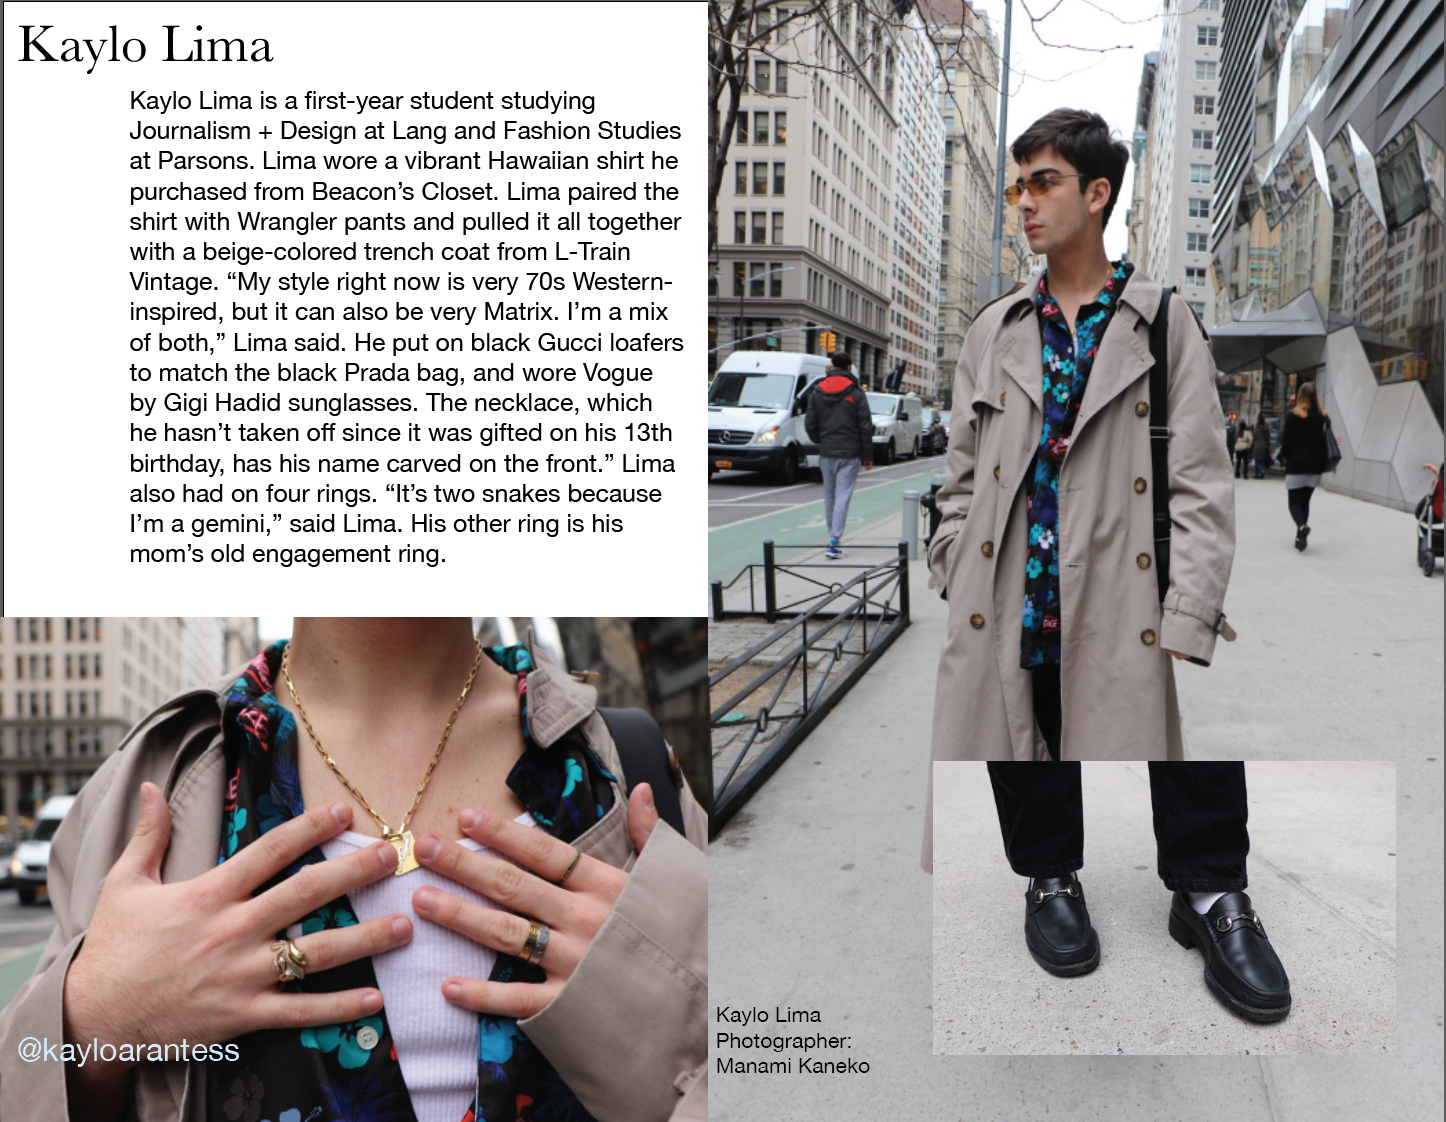 Kaylo Lima
Kaylo Lima is a first-year student studying
Journalism + Design at Lang and Fashion Studies
at Parsons. Lima wore a vibrant Hawaiian shirt he
purchased from Beacon’s Closet. Lima paired the
shirt with Wrangler pants and pulled it all together
with a beige-colored trench coat from L-Train
Vintage. “My style right now is very 70s Western-
inspired, but it can also be very Matrix. I’m a mix
of both,” Lima said. He put on black Gucci loafers
to match the black Prada bag, and wore Vogue
by Gigi Hadid sunglasses. The necklace, which
he hasn’t taken off since it was gifted on his 13th
birthday, has his name carved on the front.” Lima
also had on four rings. “It’s two snakes because
I’m a gemini,” said Lima. His other ring is his
mom’s old engagement ring.
@kayloarantess
Kaylo Lima
Photographer:
Manami Kaneko